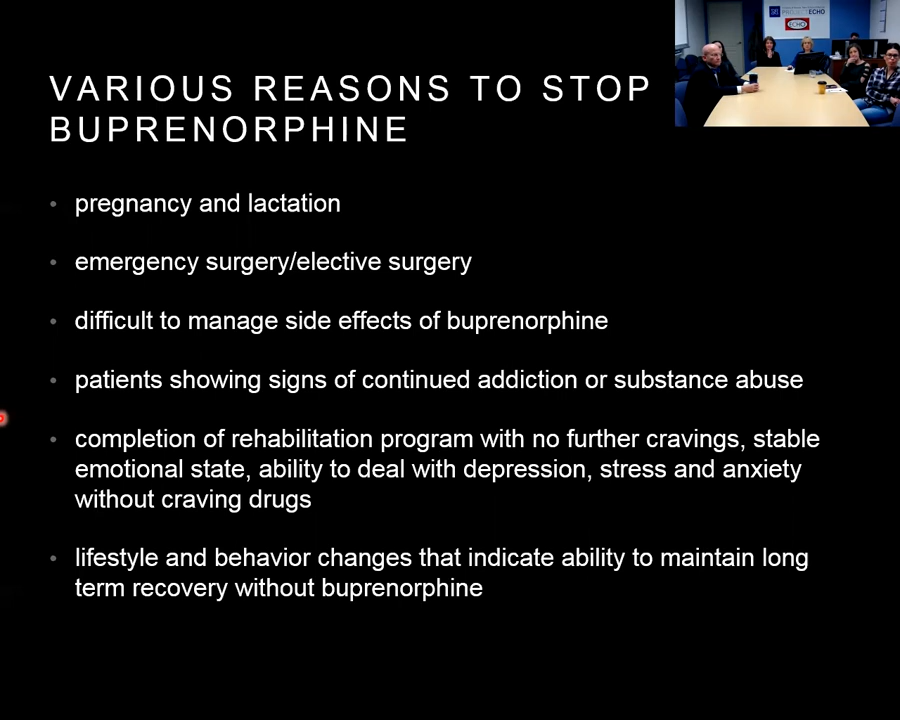 PROJECT ECHO
ECHO
VARIOUS REASONS TO STOP
BUPRENORPHINE
• pregnancy and lactation
• emergency surgery/elective surgery
• difficult to manage side effects of buprenorphine
• patients showing signs of continued addiction or substance abuse
• completion of rehabilitation program with no further cravings, stable
emotional state, ability to deal with depression, stress and anxiety
without craving drugs
• lifestyle and behavior changes that indicate ability to maintain long
term recovery without buprenorphine